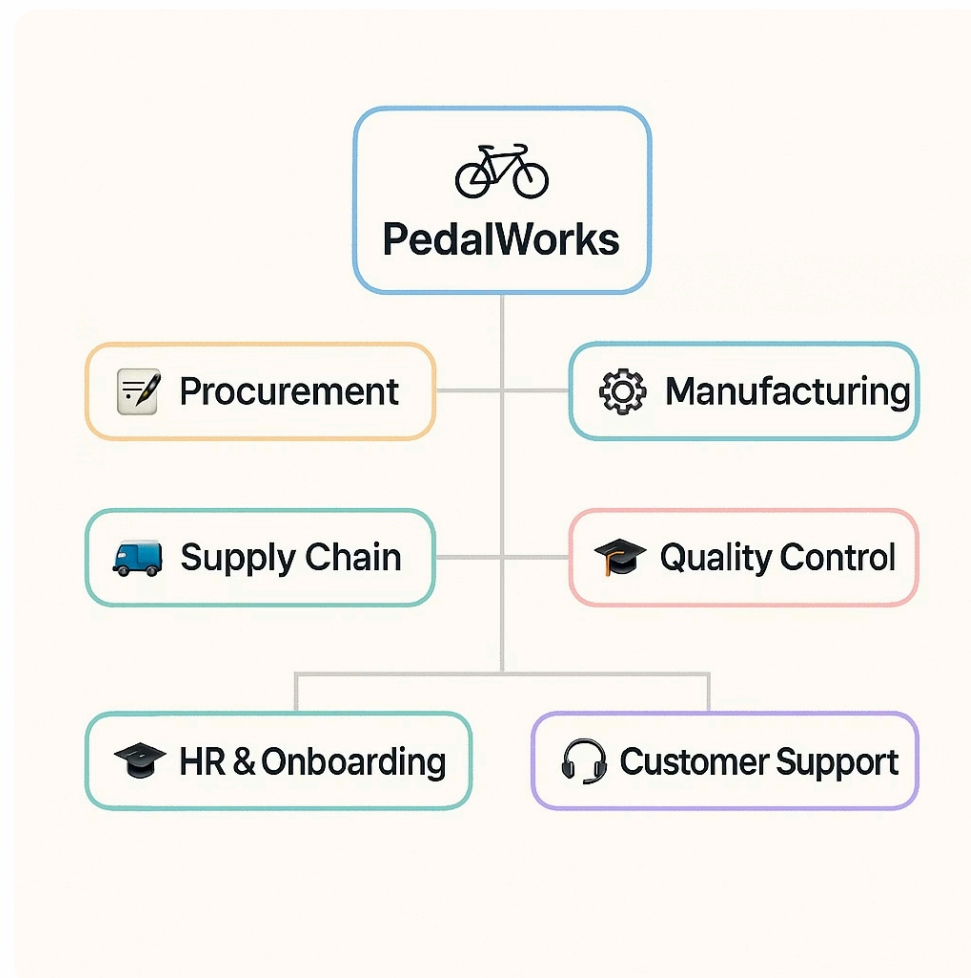 PedalWorks
Procurement
Manufacturing
Supply Chain
Quality Control
HR & Onboarding
Customer Support